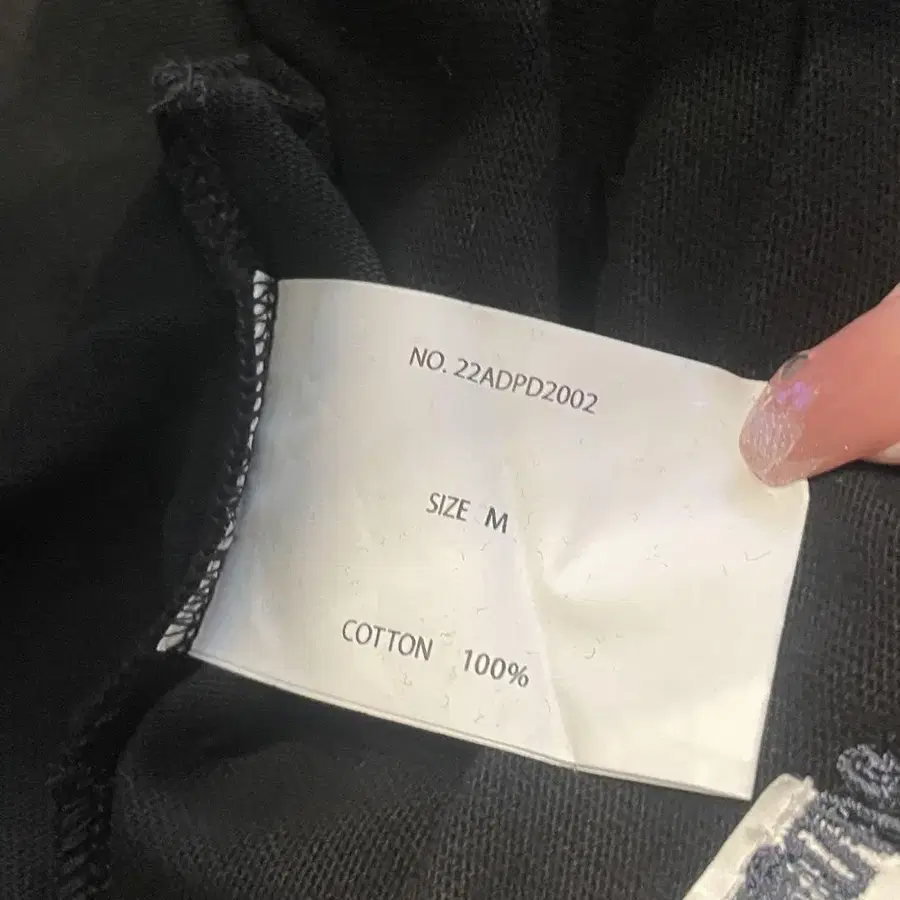 NO. 22ADPD2002
SIZE M
COTTON 100%